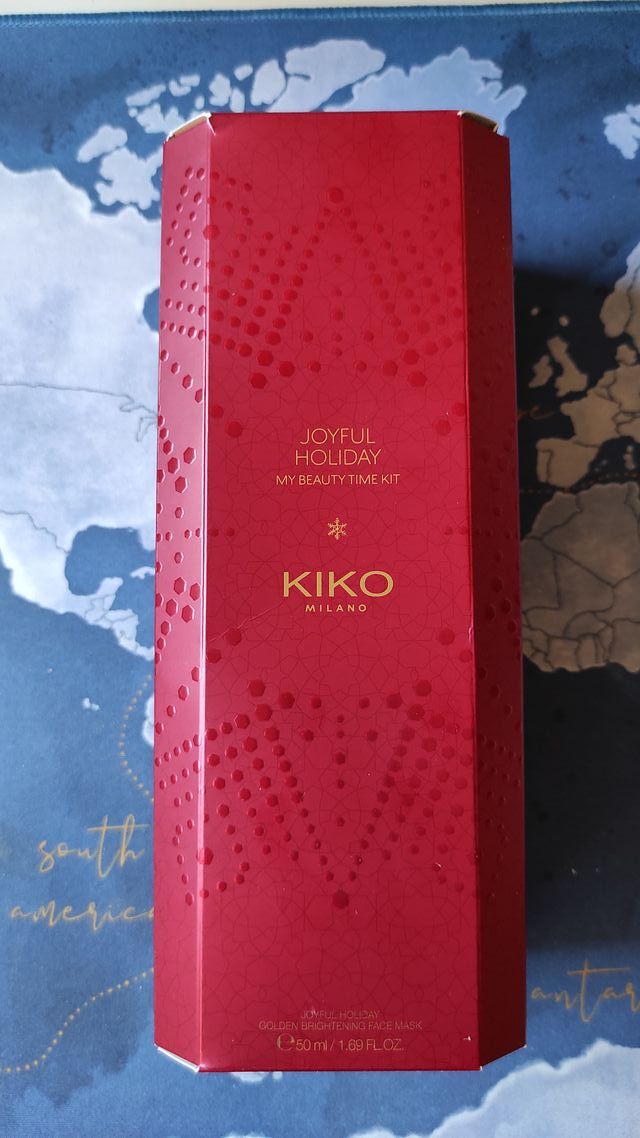 JOYFUL
HOLIDAY
MY BEAUTY TIME KIT
KIKO
MILANO
JOYFUL HOLIDAY
GOLDEN BRIGHTENING FACE MASK
℮ 50 ml / 1.69 FL.OZ.
south
america
antar